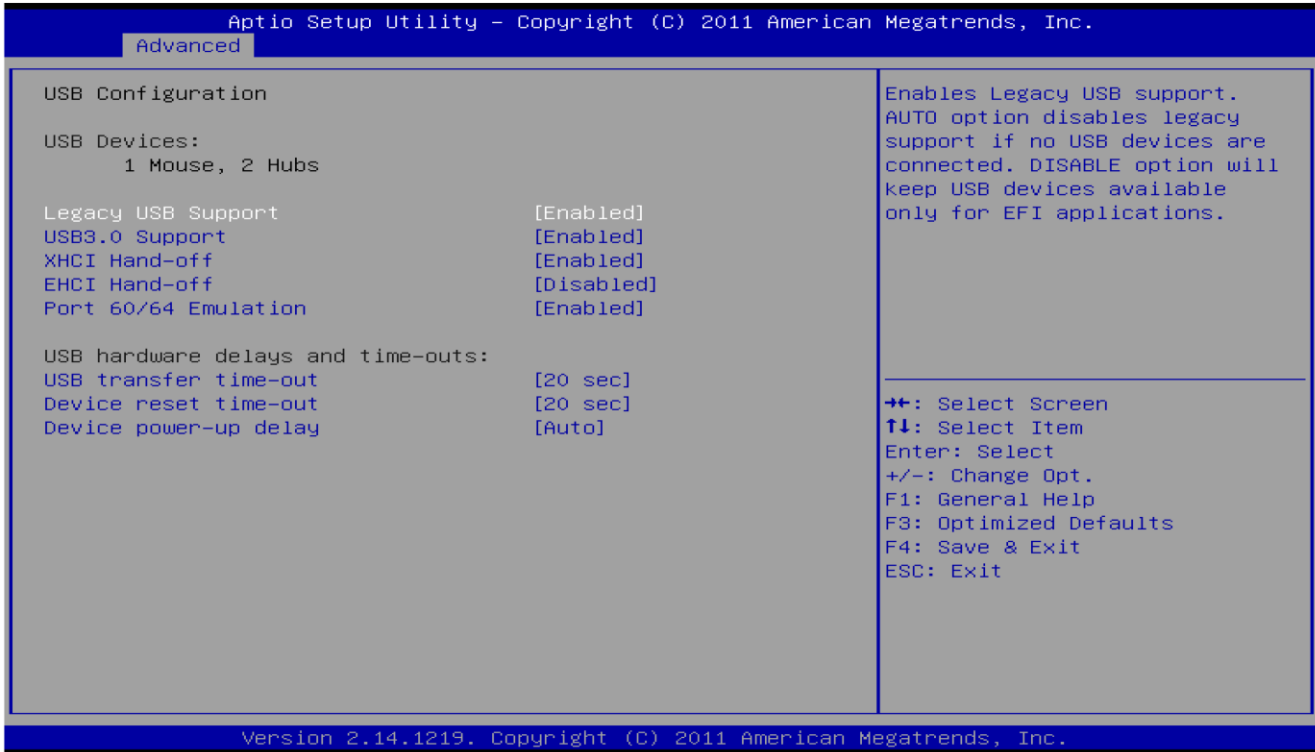 Aptio Setup Utility – Copyright (C) 2011 American Megatrends, Inc.
Advanced
USB Configuration
USB Devices:
1 Mouse, 2 Hubs
Legacy USB Support [Enabled]
USB3.0 Support [Enabled]
XHCI Hand-off [Enabled]
EHCI Hand-off [Disabled]
Port 60/64 Emulation [Enabled]
USB hardware delays and time-outs:
USB transfer time-out [20 sec]
Device reset time-out [20 sec]
Device power-up delay [Auto]
Enables Legacy USB support.
AUTO option disables legacy
support if no USB devices are
connected. DISABLE option will
keep USB devices available
only for EFI applications.
→←: Select Screen
↑↓: Select Item
Enter: Select
+/-: Change Opt.
F1: General Help
F3: Optimized Defaults
F4: Save & Exit
ESC: Exit
Version 2.14.1219. Copyright (C) 2011 American Megatrends, Inc.